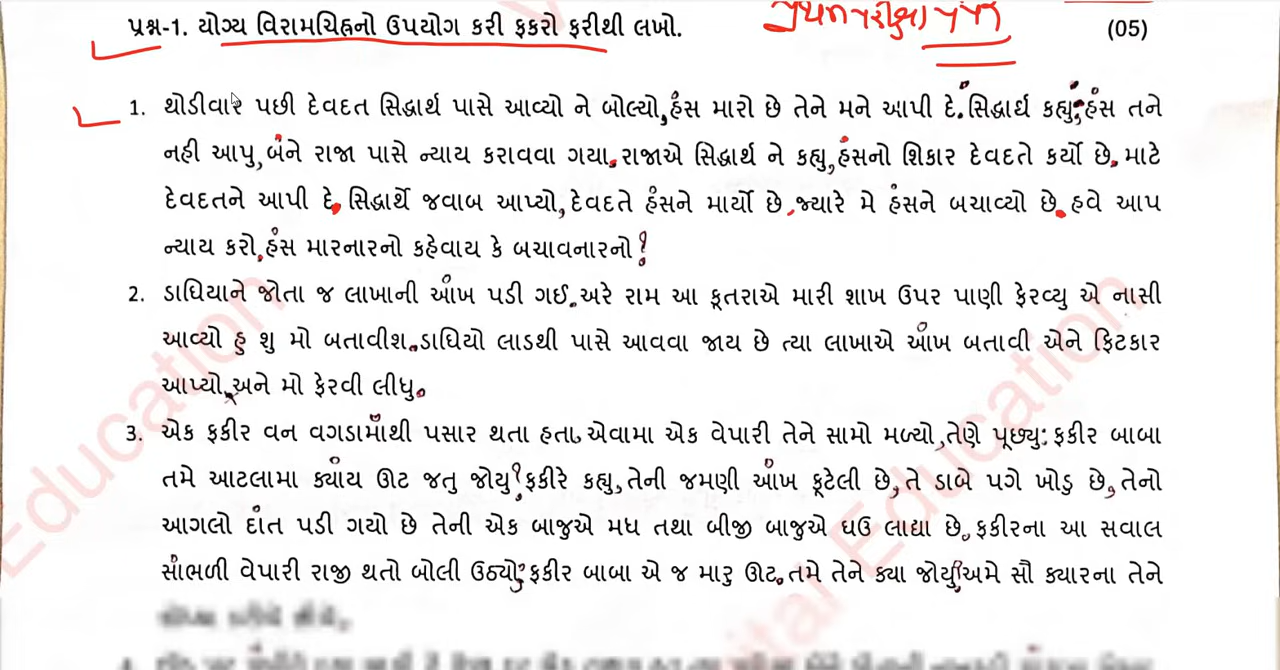 પ્રશ્ન-1. યોગ્ય વિરામચિહ્નનો ઉપયોગ કરી ફકરો ફરીથી લખો. (05)
1. થોડીવાર પછી દેવદત સિદ્ધાર્થ પાસે આવ્યો ને બોલ્યો,હંસ મારો છે તેને મને આપી દે.સિદ્ધાર્થ કહ્યુંઃહંસ તને
નહી આપુ,બંને રાજા પાસે ન્યાય કરાવવા ગયા.રાજાએ સિદ્ધાર્થ ને કહ્યુ,હંસનો શિકાર દેવદતે કર્યો છે.માટે
દેવદતને આપી દે.સિદ્ધાર્થે જવાબ આપ્યો,દેવદતે હંસને માર્યો છે.જ્યારે મે હંસને બચાવ્યો છે.હવે આપ
ન્યાય કરો.હંસ મારનારનો કહેવાય કે બચાવનારનો?
2. ડાધિયાને જોતા જ લાખાની આંખ પડી ગઈ.અરે રામ આ કૂતરાએ મારી શાખ ઉપર પાણી ફેરવ્યુ એ નાસી
આવ્યો હુ શુ મો બતાવીશ.ડાધિયો લાડથી પાસે આવવા જાય છે ત્યા લાખાએ આંખ બતાવી એને ફિટકાર
આપ્યો.અને મો ફેરવી લીધુ.
3. એક ફકીર વન વગડામાંથી પસાર થતા હતા.એવામા એક વેપારી તેને સામો મળ્યો,તેણે પૂછ્યુ:ફકીર બાબા
તમે આટલામા ક્યાંય ઊટ જતુ જોયુ?ફકીરે કહ્યુ,તેની જમણી આંખ ફૂટેલી છે,તે ડાબે પગે ખોડુ છે,તેનો
આગલો દાંત પડી ગયો છે તેની એક બાજુએ મધ તથા બીજી બાજુએ ઘઉ લાદ્યા છે.ફકીરના આ સવાલ
સાંભળી વેપારી રાજી થતો બોલી ઉઠ્યો:ફકીર બાબા એ જ મારુ ઊટ.તમે તેને ક્યા જોયું!અમે સૌ ક્યારના તેને
Education